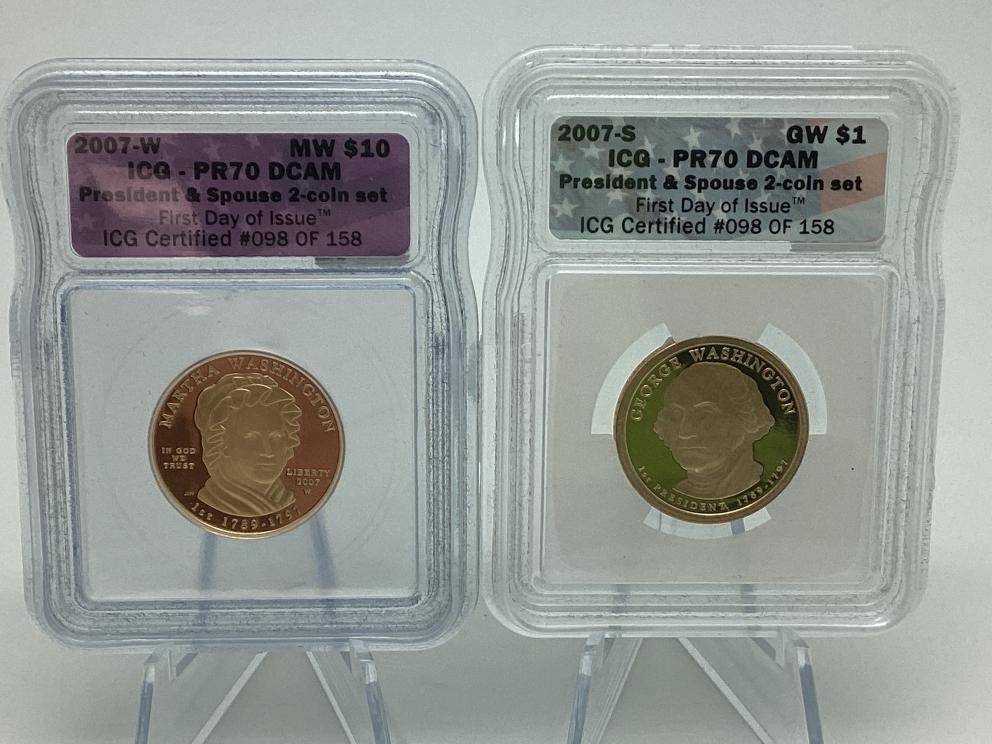 2007-W MW $10
ICG - PR70 DCAM
President & Spouse 2-coin set
First Day of Issue™
ICG Certified #098 OF 158
MARTHA WASHINGTON
IN GOD
WE
TRUST
LIBERTY
2007
W
JM
1st 1789-1797
2007-S GW $1
ICG - PR70 DCAM
President & Spouse 2-coin set
First Day of Issue™
ICG Certified #098 OF 158
GEORGE WASHINGTON
1st PRESIDENT 1789-1797